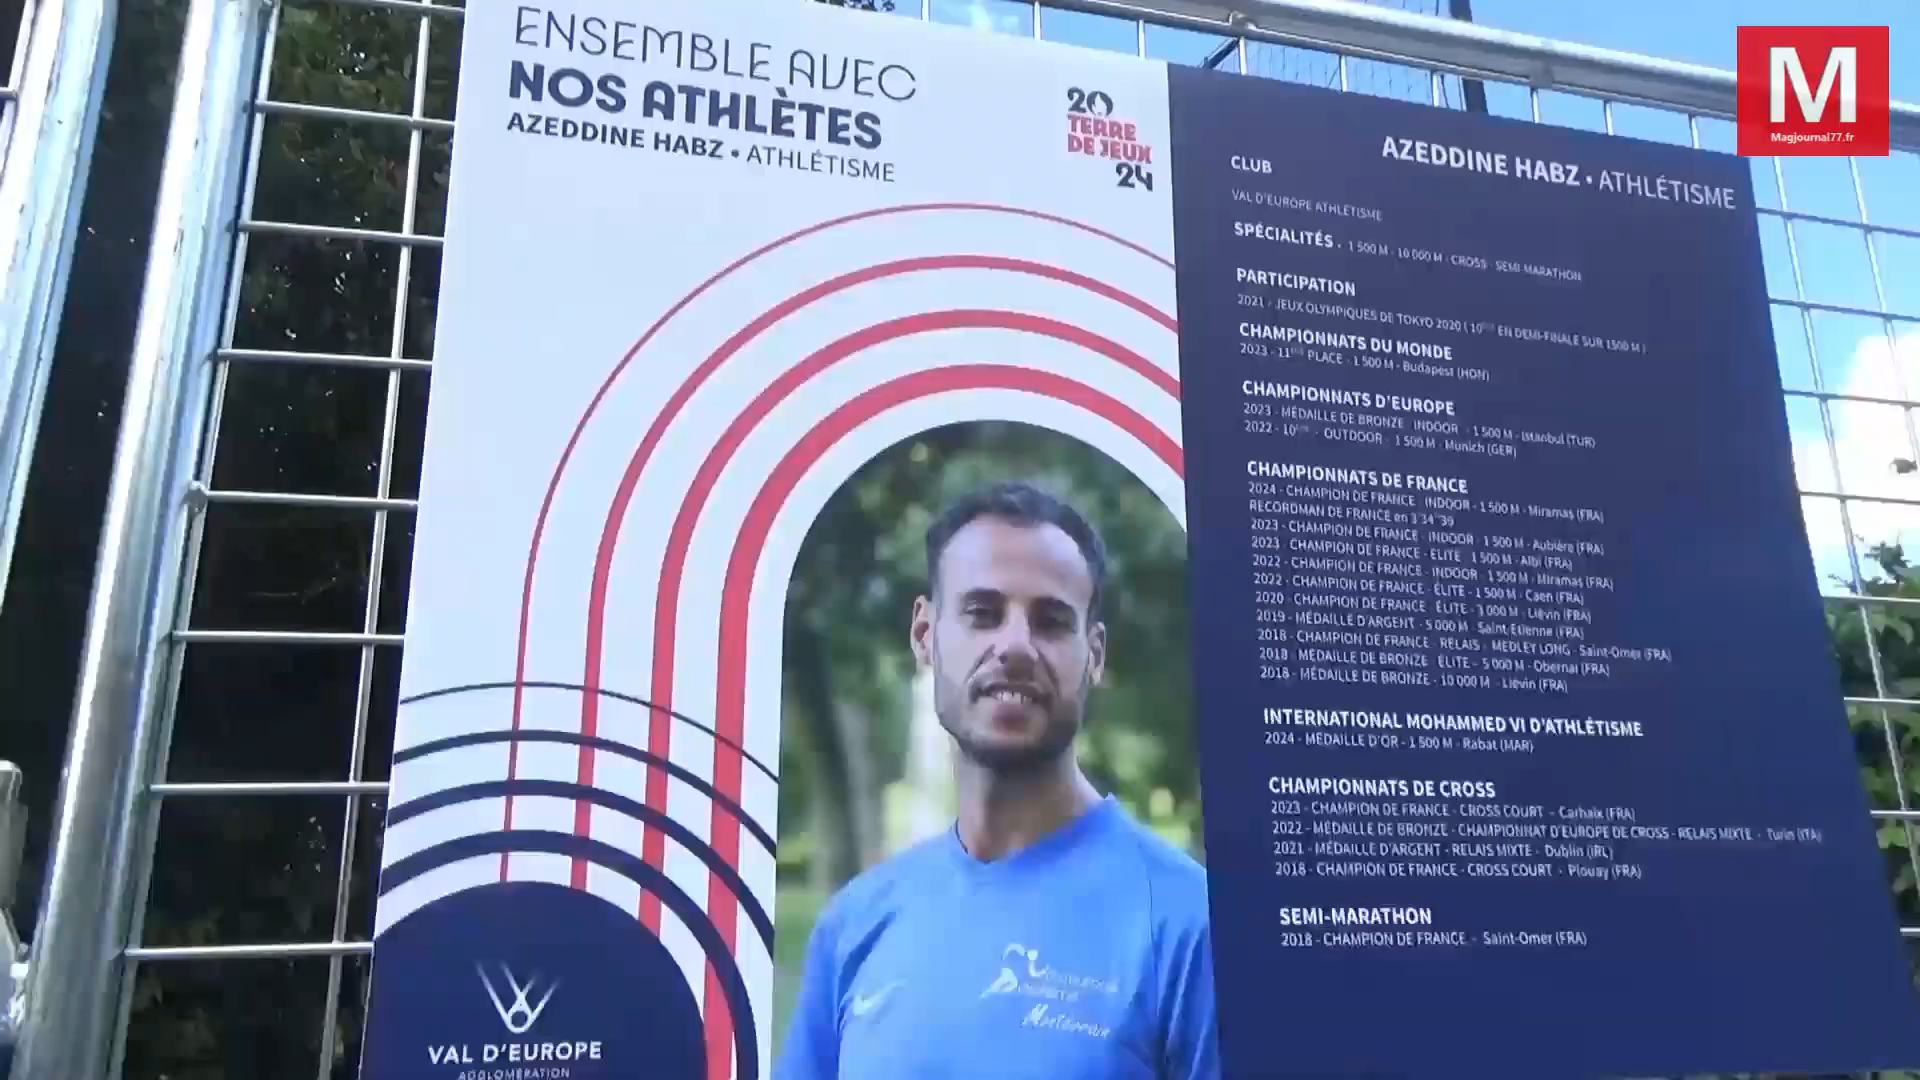 ENSEMBLE AVEC
NOS ATHLÈTES
AZEDDINE HABZ • ATHLÉTISME
20
TERRE
DE JEUX
24
AZEDDINE HABZ • ATHLÉTISME
CLUB
VAL D'EUROPE ATHLÉTISME
SPÉCIALITÉS . 1 500 M - 10 000 M - CROSS - SEMI-MARATHON
PARTICIPATION
2021 - JEUX OLYMPIQUES DE TOKYO 2020 ( 10ème EN DEMI-FINALE SUR 1500 M )
CHAMPIONNATS DU MONDE
2023 - 11ème PLACE - 1 500 M - Budapest (HON)
CHAMPIONNATS D'EUROPE
2023 - MÉDAILLE DE BRONZE - INDOOR - 1 500 M - Istanbul (TUR)
2022 - 10ème - OUTDOOR - 1 500 M - Munich (GER)
CHAMPIONNATS DE FRANCE
2024 - CHAMPION DE FRANCE - INDOOR - 1 500 M - Miramas (FRA)
RECORDMAN DE FRANCE en 3'34''39
2023 - CHAMPION DE FRANCE - INDOOR - 1 500 M - Aubière (FRA)
2023 - CHAMPION DE FRANCE - ÉLITE - 1 500 M - Albi (FRA)
2022 - CHAMPION DE FRANCE - INDOOR - 1 500 M - Miramas (FRA)
2022 - CHAMPION DE FRANCE - ÉLITE - 1 500 M - Caen (FRA)
2020 - CHAMPION DE FRANCE - ÉLITE - 3 000 M - Liévin (FRA)
2019 - MÉDAILLE D'ARGENT - 5 000 M - Saint-Étienne (FRA)
2018 - CHAMPION DE FRANCE - RELAIS - MEDLEY LONG - Saint-Omer (FRA)
2018 - MÉDAILLE DE BRONZE - ÉLITE - 5 000 M - Obernai (FRA)
2018 - MÉDAILLE DE BRONZE - 10 000 M - Liévin (FRA)
INTERNATIONAL MOHAMMED VI D'ATHLÉTISME
2024 - MÉDAILLE D'OR - 1 500 M - Rabat (MAR)
CHAMPIONNATS DE CROSS
2023 - CHAMPION DE FRANCE - CROSS COURT - Carhaix (FRA)
2022 - MÉDAILLE DE BRONZE - CHAMPIONNAT D'EUROPE DE CROSS - RELAIS MIXTE - Turin (ITA)
2021 - MÉDAILLE D'ARGENT - RELAIS MIXTE - Dublin (IRL)
2018 - CHAMPION DE FRANCE - CROSS COURT - Plouay (FRA)
SEMI-MARATHON
2018 - CHAMPION DE FRANCE - Saint-Omer (FRA)
VAL D'EUROPE
AGGLOMÉRATION
M
Magjournal77.fr